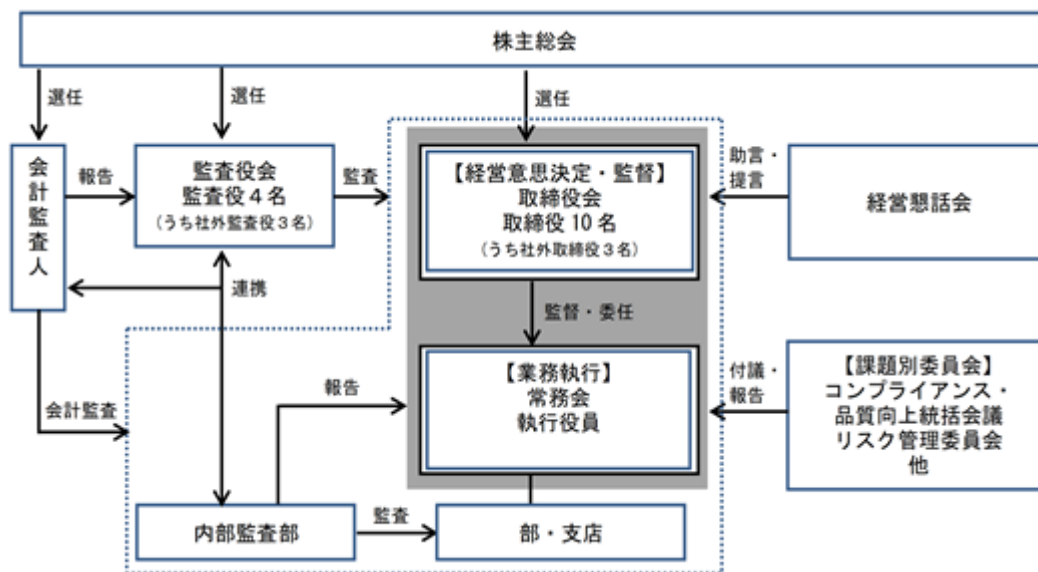 株主総会
選任
選任
選任
会計監査人
報告
監査役会
監査役4名
（うち社外監査役3名）
監査
【経営意思決定・監督】
取締役会
取締役10名
（うち社外取締役3名）
助言・
提言
経営懇話会
連携
監督・委任
会計監査
報告
【業務執行】
常務会
執行役員
付議・
報告
【課題別委員会】
コンプライアンス・
品質向上統括会議
リスク管理委員会
他
内部監査部
監査
部・支店